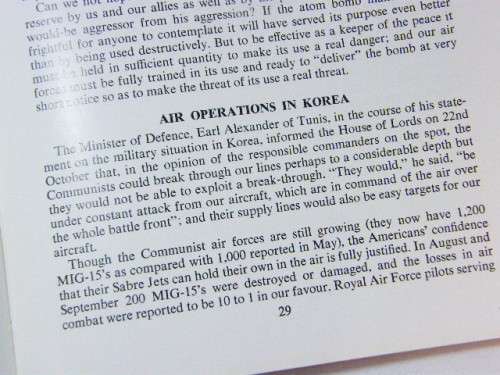 Can we not hope
reserve by us and our allies as well as by
would-be aggressor from his aggression? If the atom bomb
frightful for anyone to contemplate it will have served its purpose even better
than by being used destructively. But to be effective as a keeper of the peace it
must be held in sufficient quantity to make its use a real danger; and our air
forces must be fully trained in its use and ready to “deliver” the bomb at very
short notice so as to make the threat of its use a real threat.
AIR OPERATIONS IN KOREA
The Minister of Defence, Earl Alexander of Tunis, in the course of his state-
ment on the military situation in Korea, informed the House of Lords on 22nd
October that, in the opinion of the responsible commanders on the spot, the
Communists could break through our lines perhaps to a considerable depth but
they would not be able to exploit a break-through. “They would,” he said, “be
under constant attack from our aircraft, which are in command of the air over
the whole battle front”; and their supply lines would also be easy targets for our
aircraft.
Though the Communist air forces are still growing (they now have 1,200
MIG-15’s as compared with 1,000 reported in May), the Americans’ confidence
that their Sabre Jets can hold their own in the air is fully justified. In August and
September 200 MIG-15’s were destroyed or damaged, and the losses in air
combat were reported to be 10 to 1 in our favour. Royal Air Force pilots serving
29